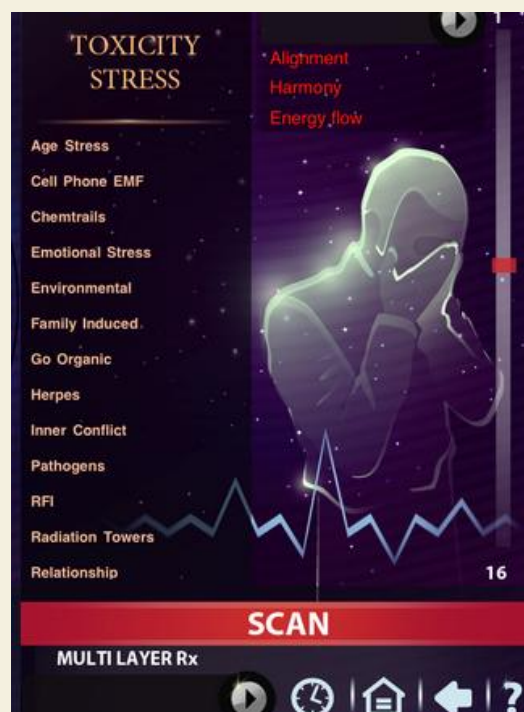 TOXICITY
STRESS
Age Stress
Cell Phone EMF
Chemtrails
Emotional Stress
Environmental
Family Induced
Go Organic
Herpes
Inner Conflict
Pathogens
RFI
Radiation Towers
Relationship
Alignment
Harmony
Energy flow
1
16
SCAN
MULTI LAYER Rx
?